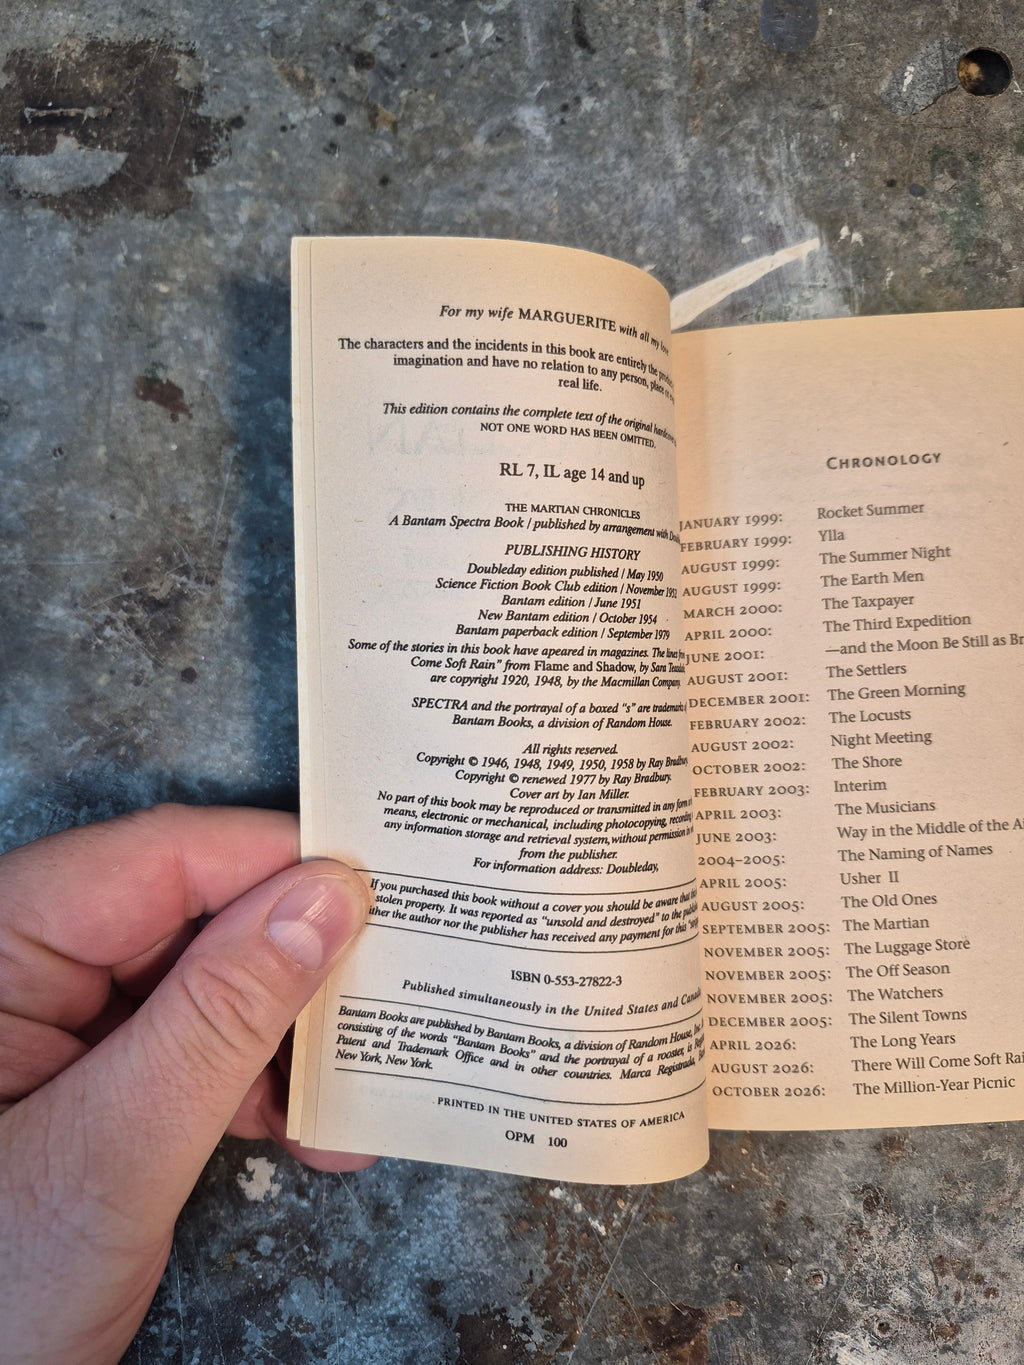 For my wife MARGUERITE with all my love
The characters and the incidents in this book are entirely the
imagination and have no relation to any person, place or
real life.
This edition contains the complete text of the original
NOT ONE WORD HAS BEEN OMITTED.
RL 7, IL age 14 and up
THE MARTIAN CHRONICLES
A Bantam Spectra Book / published by arrangement with
PUBLISHING HISTORY
Doubleday edition published / May 1950
Science Fiction Book Club edition / November 1952
Bantam edition / June 1951
New Bantam edition / October 1954
Bantam paperback edition / September 1979
Some of the stories in this book have apeared in magazines. The lines
Come Soft Rain" from Flame and Shadow, by Sara
are copyright 1920, 1948, by the Macmillan Company.
SPECTRA and the portrayal of a boxed "s" are trademarks
Bantam Books, a division of Random House.
All rights reserved.
Copyright © 1946, 1948, 1949, 1950, 1958 by Ray Bradbury.
Copyright © renewed 1977 by Ray Bradbury.
Cover art by Ian Miller.
No part of this book may be reproduced or transmitted in any form
means, electronic or mechanical, including photocopying,
any information storage and retrieval system, without permission in
from the publisher.
For information address: Doubleday,
If you purchased this book without a cover you should be aware that
stolen property. It was reported as "unsold and destroyed" to the
ither the author nor the publisher has received any payment for this
ISBN 0-553-27822-3
Published simultaneously in the United States and
Bantam Books are published by Bantam Books, a division of Random House,
consisting of the words "Bantam Books" and the portrayal of a rooster, is
Patent and Trademark Office and in other countries. Marca Registrada,
New York, New York.
PRINTED IN THE UNITED STATES OF AMERICA
OPM 100
CHRONOLOGY
JANUARY 1999: Rocket Summer
FEBRUARY 1999: Ylla
AUGUST 1999: The Summer Night
AUGUST 1999: The Earth Men
MARCH 2000: The Taxpayer
APRIL 2000: The Third Expedition
JUNE 2001: —and the Moon Be Still as
AUGUST 2001: The Settlers
DECEMBER 2001: The Green Morning
FEBRUARY 2002: The Locusts
AUGUST 2002: Night Meeting
OCTOBER 2002: The Shore
FEBRUARY 2003: Interim
APRIL 2003: The Musicians
JUNE 2003: Way in the Middle of the
2004–2005: The Naming of Names
APRIL 2005: Usher II
AUGUST 2005: The Old Ones
SEPTEMBER 2005: The Martian
NOVEMBER 2005: The Luggage Store
NOVEMBER 2005: The Off Season
NOVEMBER 2005: The Watchers
DECEMBER 2005: The Silent Towns
APRIL 2026: The Long Years
AUGUST 2026: There Will Come Soft
OCTOBER 2026: The Million-Year Picnic